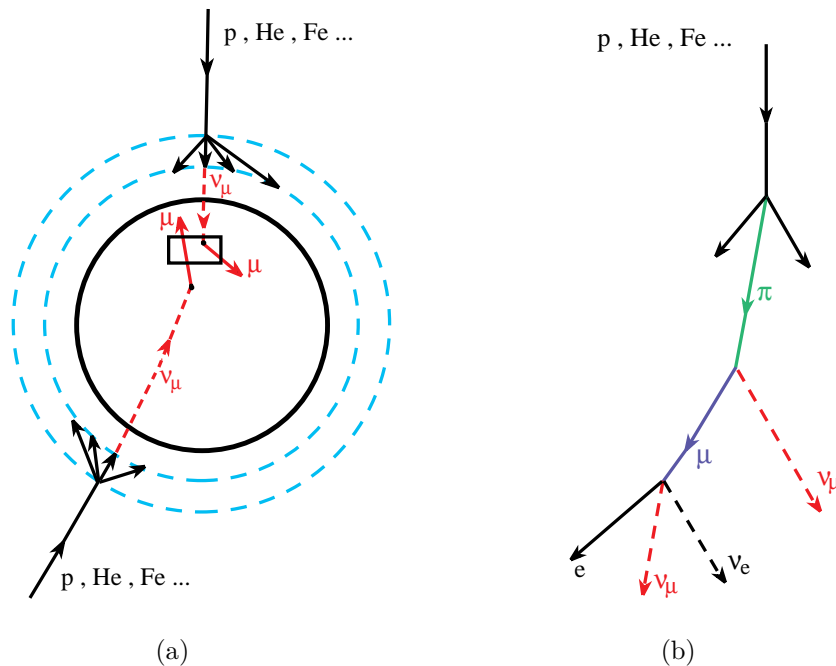 p , He , Fe ...
ν_μ
μ
μ
ν_μ
p , He , Fe ...
(a)
p , He , Fe ...
π
μ
ν_μ
e
ν_μ
ν_e
(b)